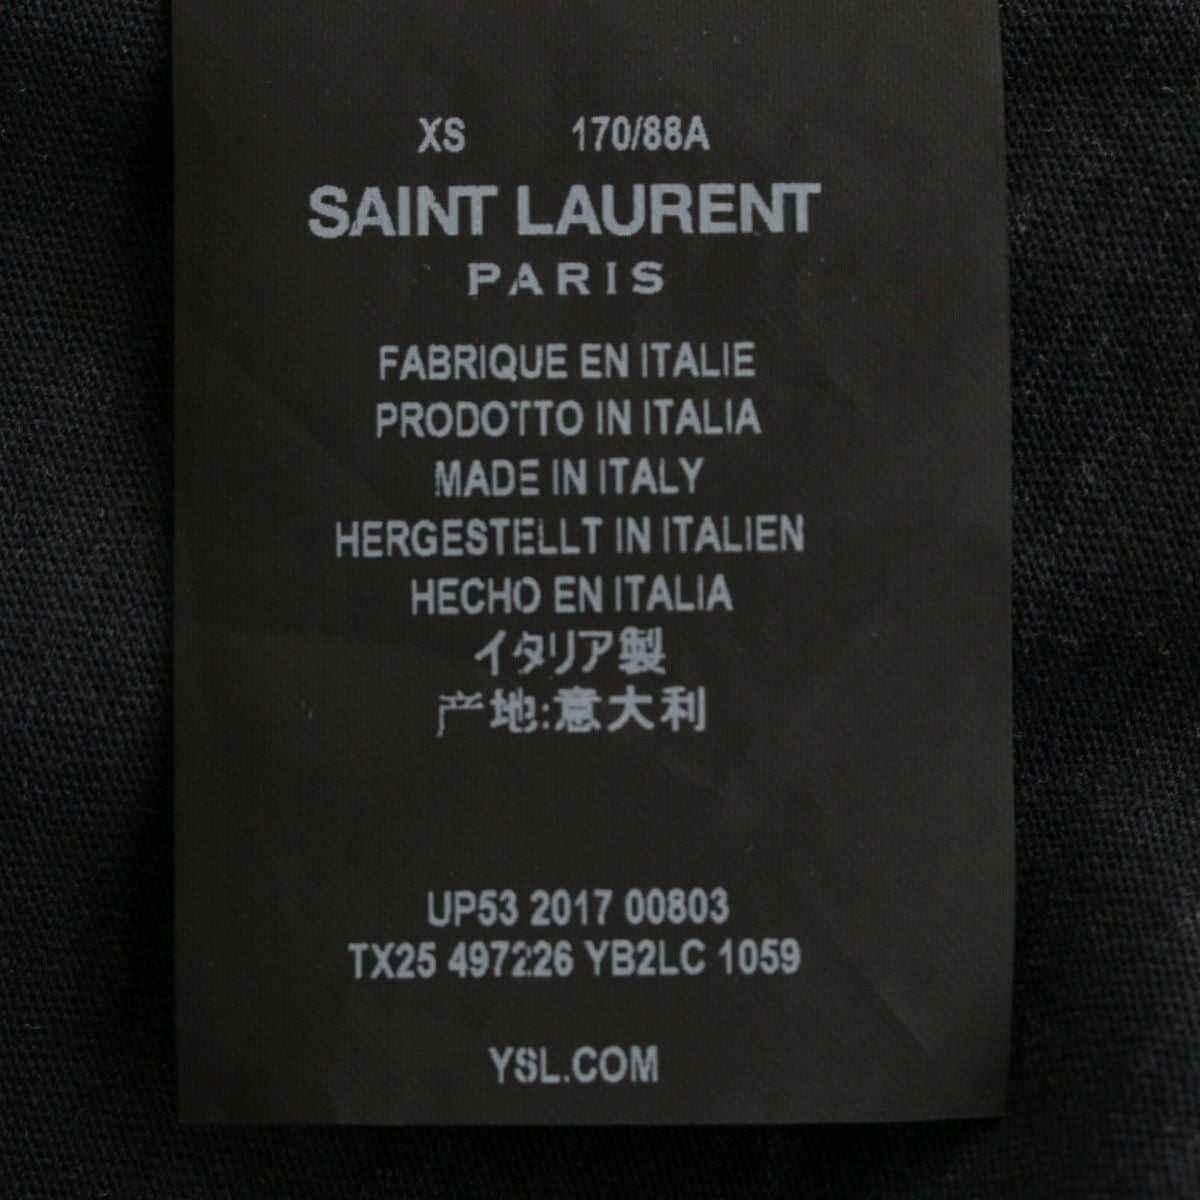 XS 170/88A
SAINT LAURENT
PARIS
FABRIQUE EN ITALIE
PRODOTTO IN ITALIA
MADE IN ITALY
HERGESTELLT IN ITALIEN
HECHO EN ITALIA
イタリア製
产地:意大利
UP53 2017 00803
TX25 497226 YB2LC 1059
YSL.COM